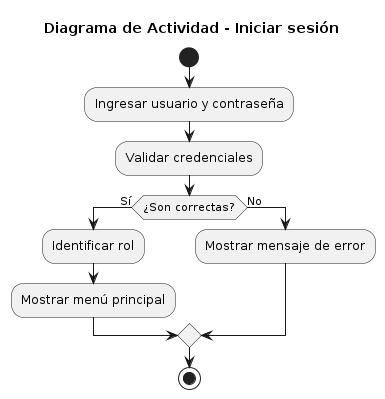 Diagrama de Actividad - Iniciar sesión
Ingresar usuario y contraseña
Validar credenciales
Sí
¿Son correctas?
No
Identificar rol
Mostrar mensaje de error
Mostrar menú principal